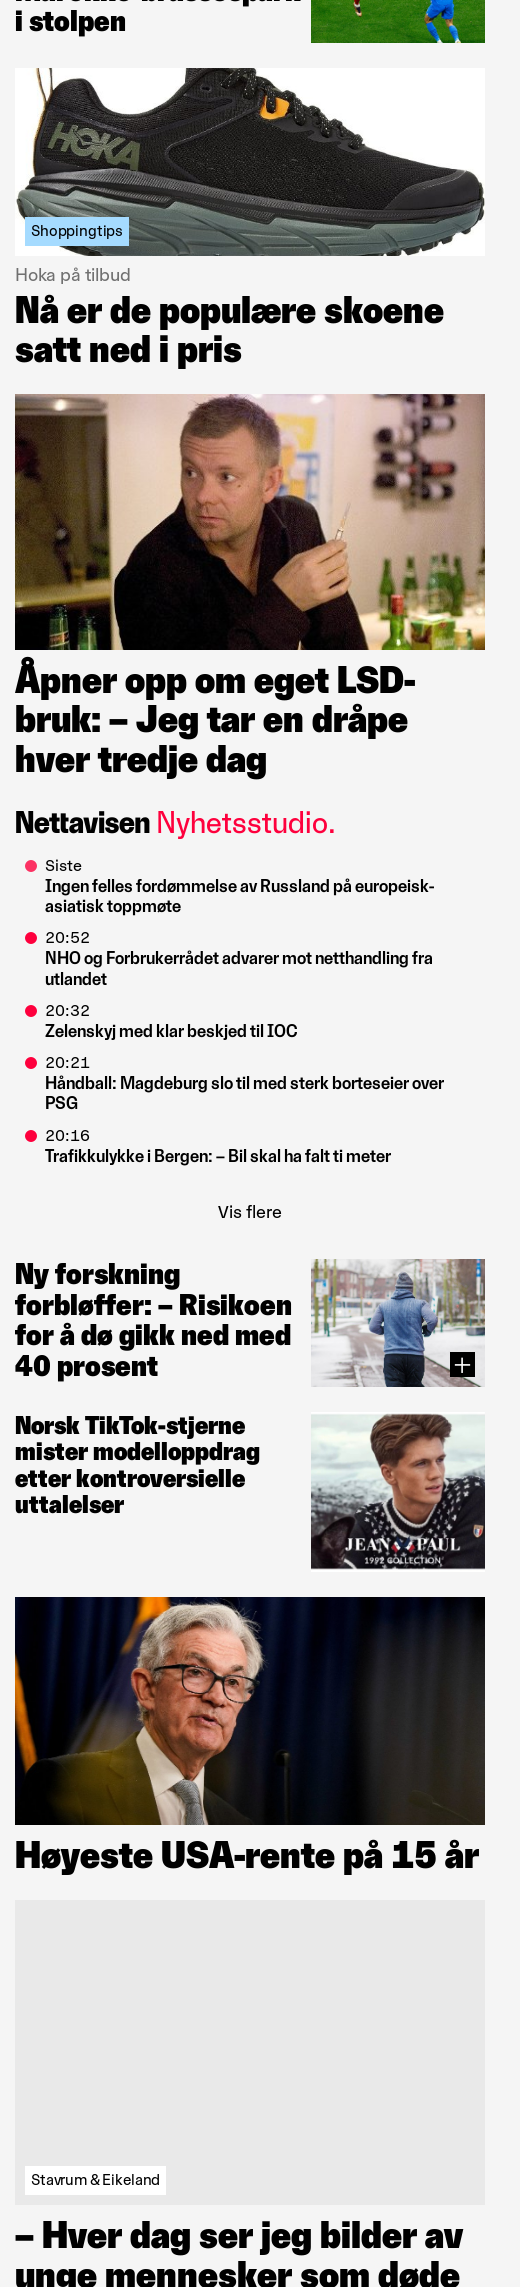 i stolpen
HOKA
Shoppingtips
Hoka på tilbud
Nå er de populære skoene
satt ned i pris
Åpner opp om eget LSD-
bruk: – Jeg tar en dråpe
hver tredje dag
Nettavisen Nyhetsstudio.
Siste
Ingen felles fordømmelse av Russland på europeisk-
asiatisk toppmøte
20:52
NHO og Forbrukerrådet advarer mot netthandling fra
utlandet
20:32
Zelenskyj med klar beskjed til IOC
20:21
Håndball: Magdeburg slo til med sterk borteseier over
PSG
20:16
Trafikkulykke i Bergen: – Bil skal ha falt ti meter
Vis flere
Ny forskning
forbløffer: – Risikoen
for å dø gikk ned med
40 prosent
Norsk TikTok-stjerne
mister modelloppdrag
etter kontroversielle
uttalelser
JEAN PAUL
1992 COLLECTION
Høyeste USA-rente på 15 år
Stavrum & Eikeland
– Hver dag ser jeg bilder av
unge mennesker som døde